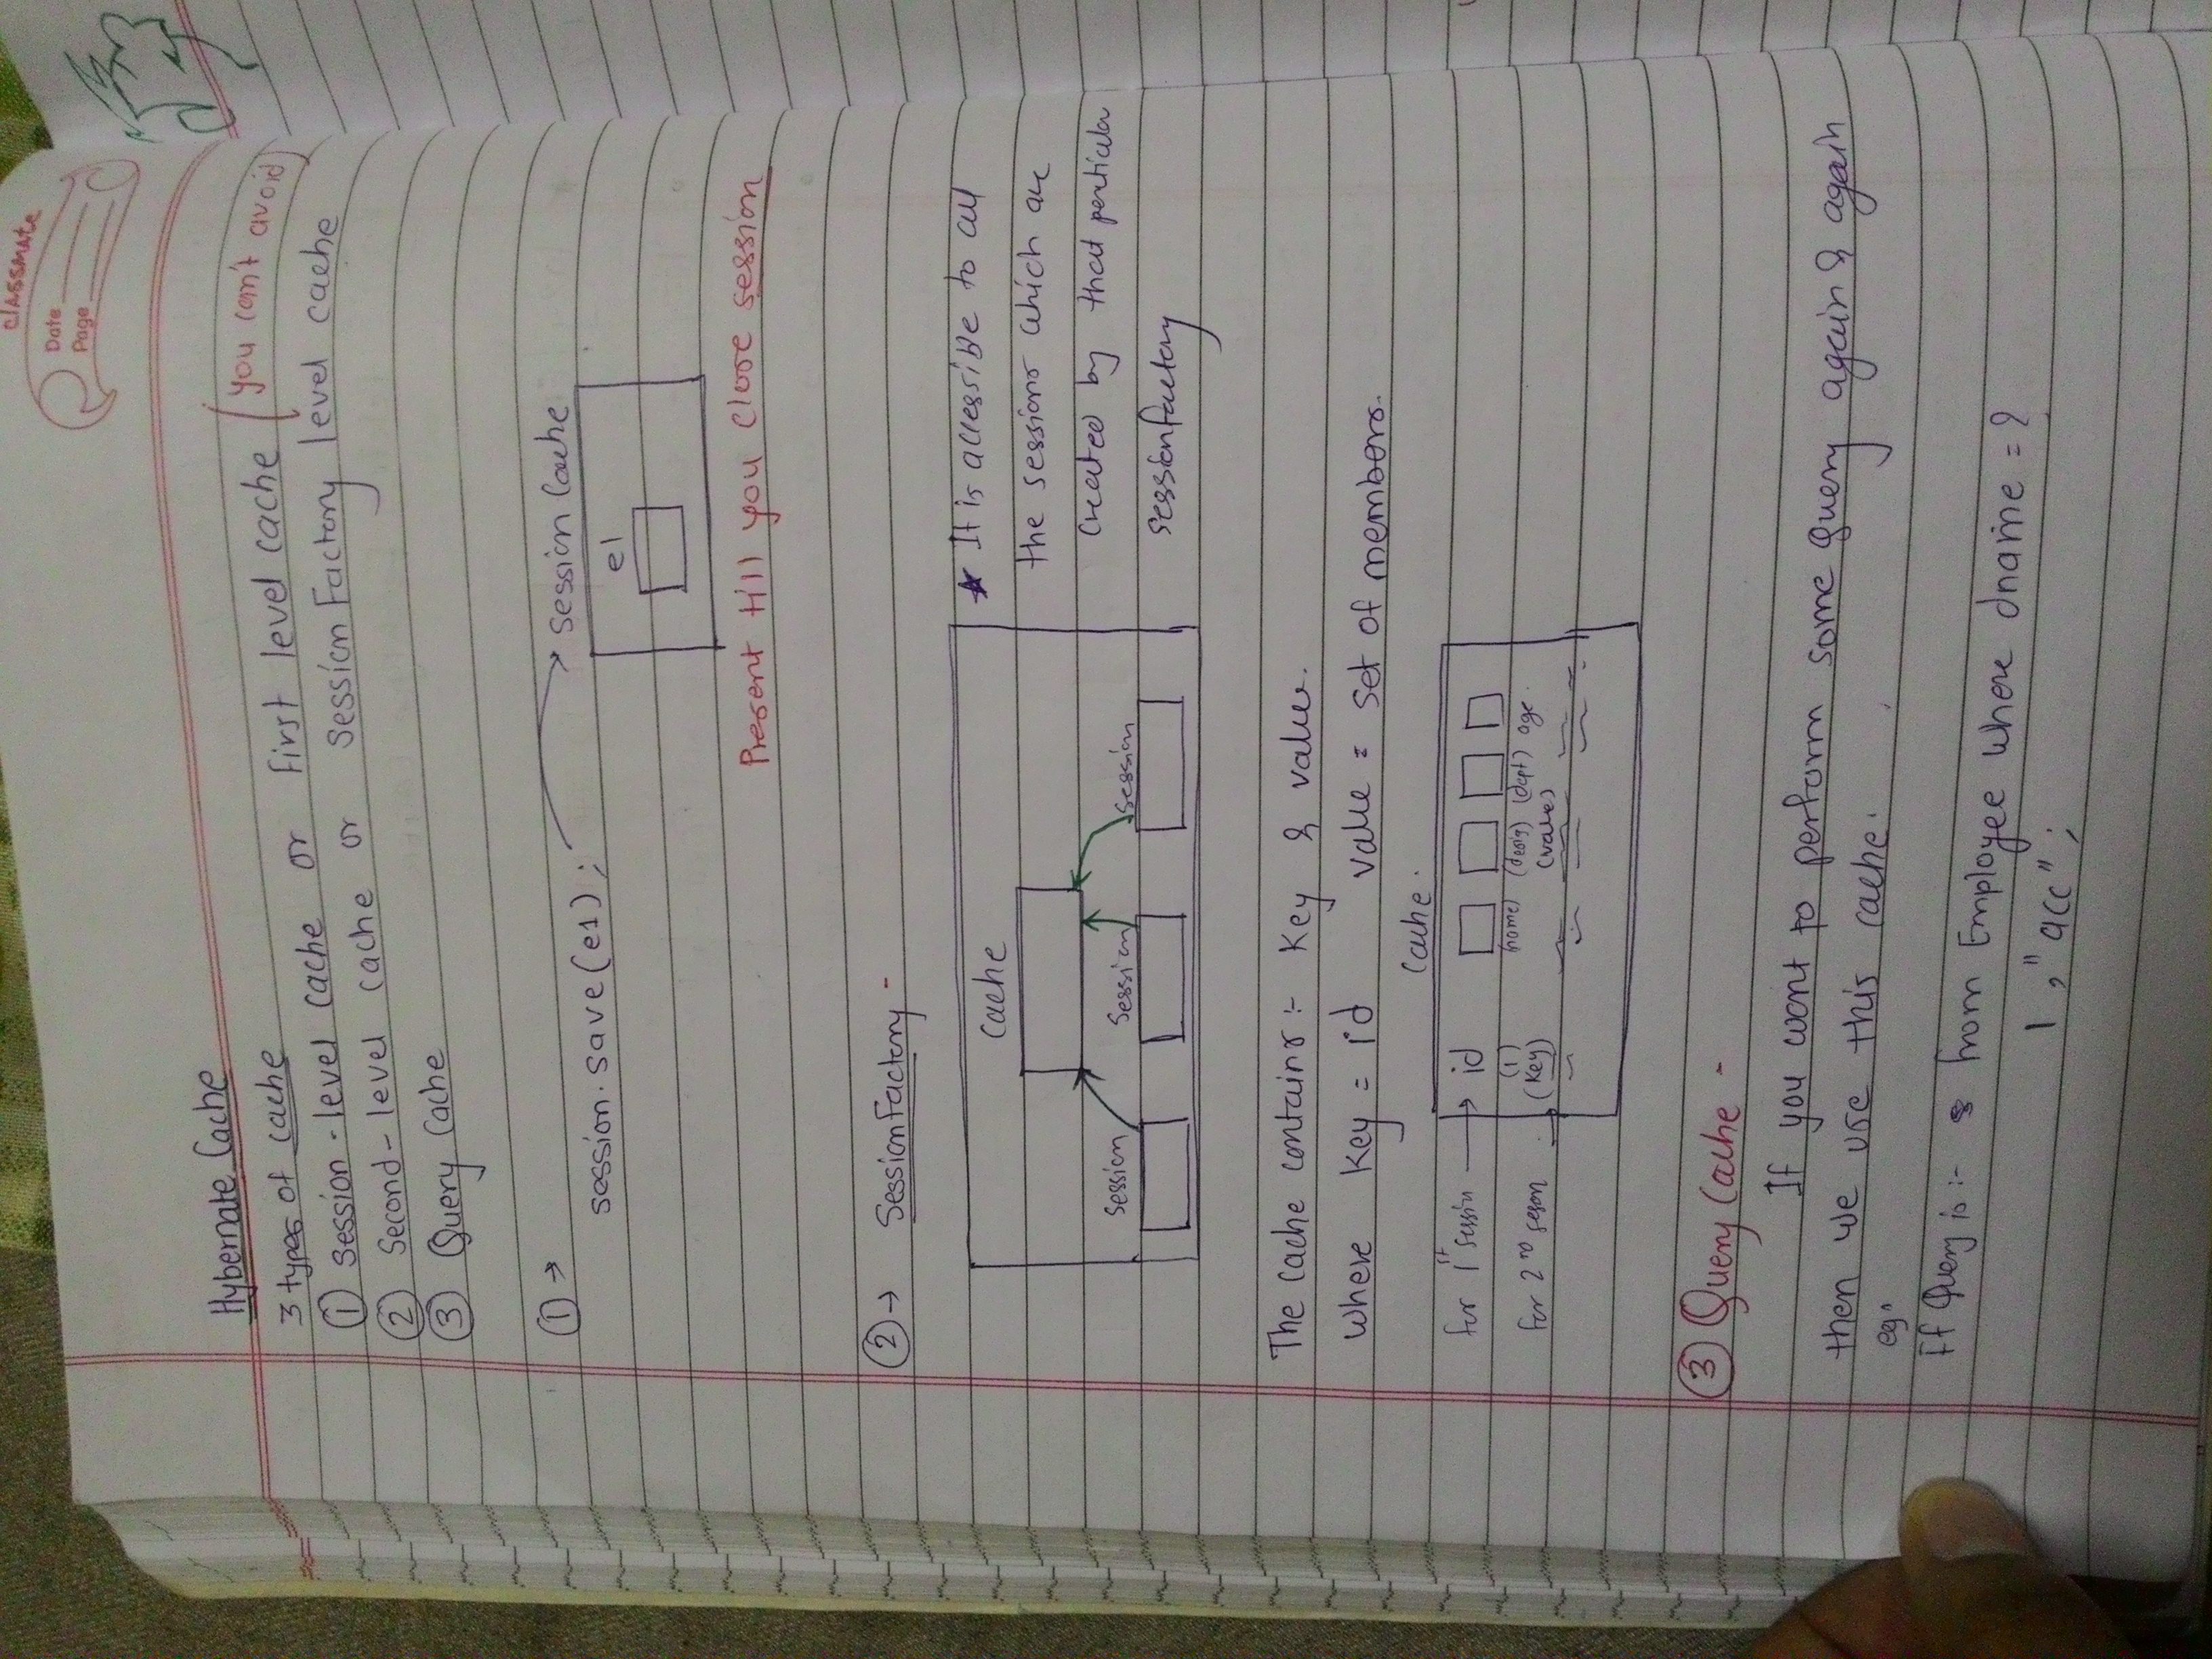 classmate
Date
Page
Hybernate Cache
3 types of cache
① session-level cache or first level cache (you can't avoid)
② Second-level cache or Session Factory level cache
③ Query Cache
① →
session.save(e1);
Session Cache
e1
Present till you close session
② → SessionFactory -
Cache
Session
Session
Session
* It is accessible to all
the sessions which are
created by that perticular
sessionfactory
The Cache contains :- Key & value.
where key = id value = set of members.
Cache.
for 1st session → id
(1)
(name) (desig) (dept) age.
for 2nd
(key)
(value)
③ Query Cache -
If you want to perform some query again & again
then we use this cache.
eg.
If Query is :- from Employee where dname = ?
1, "acc";